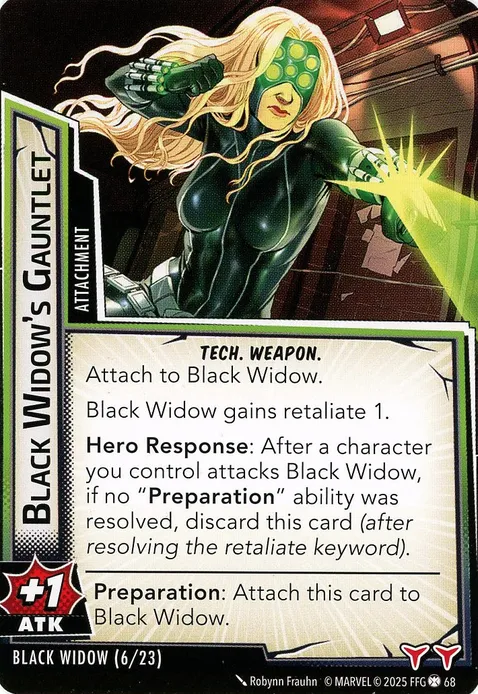 BLACK WIDOW'S GAUNTLET
ATTACHMENT
TECH. WEAPON.
Attach to Black Widow.
Black Widow gains retaliate 1.
Hero Response: After a character
you control attacks Black Widow,
if no “Preparation” ability was
resolved, discard this card (after
resolving the retaliate keyword).
Preparation: Attach this card to
Black Widow.
+1
ATK
BLACK WIDOW (6/23)
Robynn Frauhn © MARVEL © 2025 FFG 68